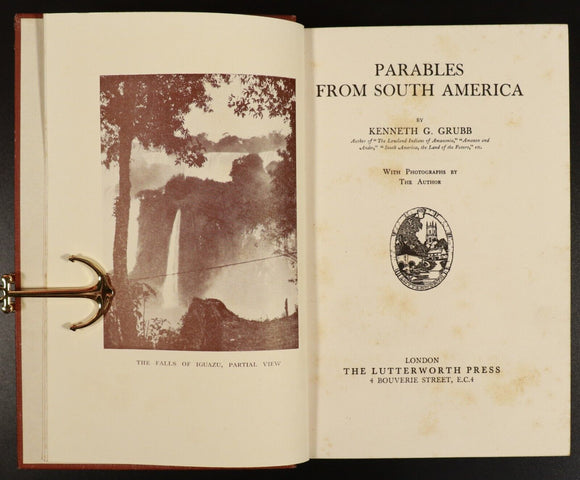 THE FALLS OF IGUAZU, PARTIAL VIEW
PARABLES
FROM SOUTH AMERICA
BY
KENNETH G. GRUBB
Author of "The Lowland Indians of Amazonia," "Amazon and
Andes," "South America, the Land of the Future," etc.
WITH PHOTOGRAPHS BY
THE AUTHOR
LONDON
THE LUTTERWORTH PRESS
4 BOUVERIE STREET, E.C.4